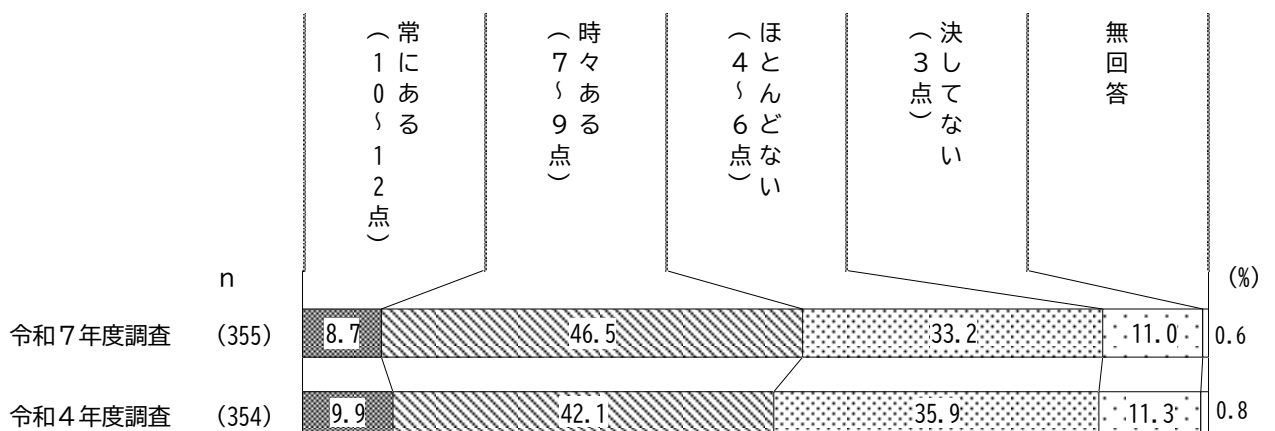 常にある
（10～12点）
時々ある
（7～9点）
ほとんどない
（4～6点）
決してない
（3点）
無回答
n
(%)
令和７年度調査 (355) 8.7 46.5 33.2 11.0 0.6
令和４年度調査 (354) 9.9 42.1 35.9 11.3 0.8